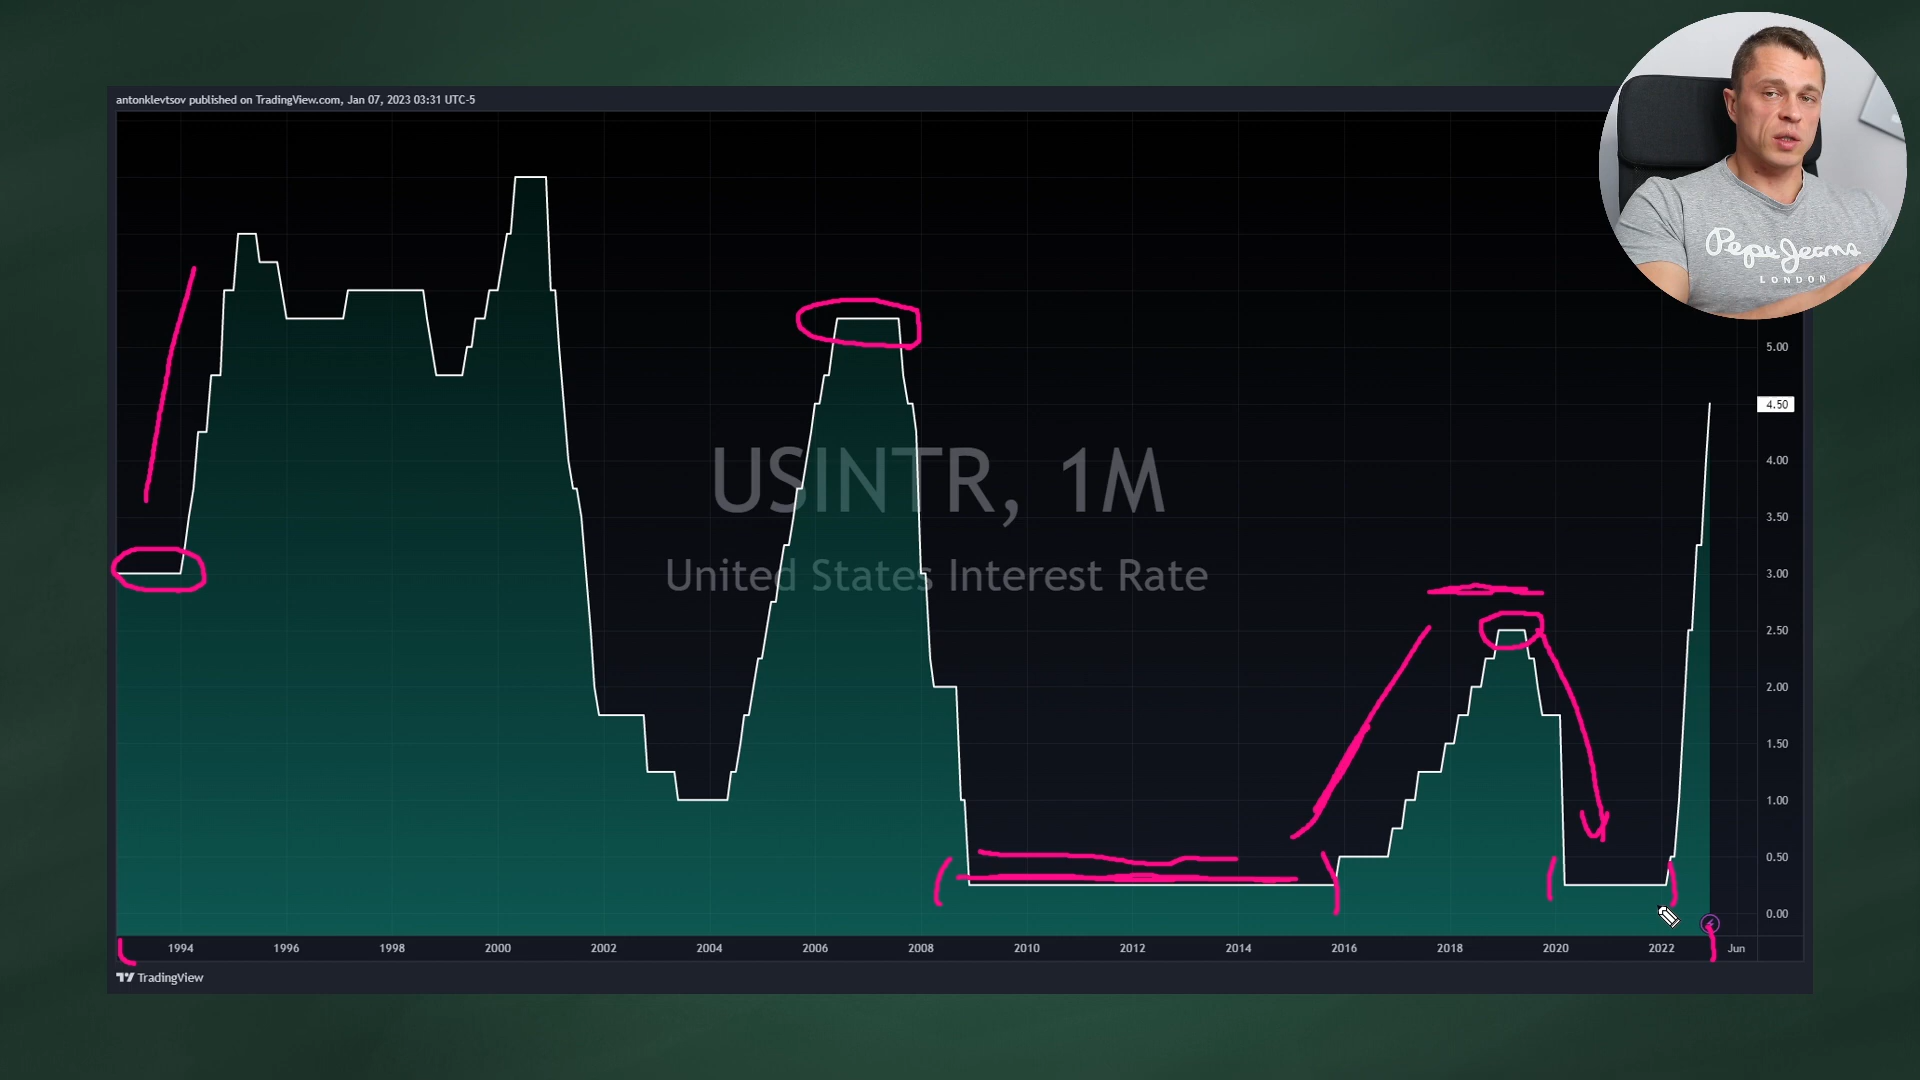 antonklevtsov published on TradingView.com, Jan 07, 2023 03:31 UTC-5
Pepe Jeans
LONDON
5.00
4.50
USINTR, 1M
4.00
3.50
United States Interest Rate
3.00
2.50
2.00
1.50
1.00
0.50
0.00
1994 1996 1998 2000 2002 2004 2006 2008 2010 2012 2014 2016 2018 2020 2022 Jun
TradingView